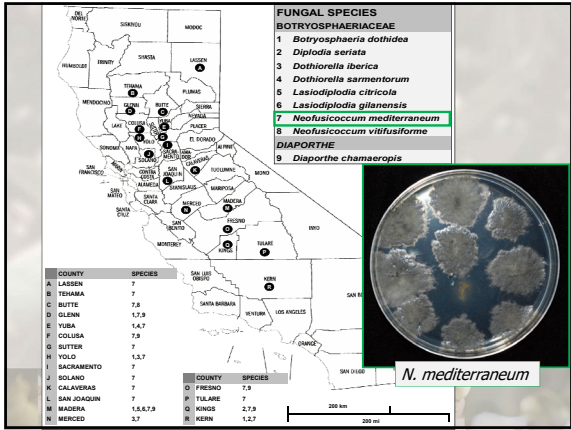 FUNGAL SPECIES
BOTRYOSPHAERIACEAE
1 Botryosphaeria dothidea
2 Diplodia seriata
3 Dothiorella iberica
4 Dothiorella sarmentorum
5 Lasiodiplodia citricola
6 Lasiodiplodia gilanensis
7 Neofusicoccum mediterraneum
8 Neofusicoccum vitifusiforme
DIAPORTHE
9 Diaporthe chamaeropis
DEL NORTE
SISKIYOU
MODOC
HUMBOLDT
TRINITY
SHASTA
LASSEN
A
TEHAMA
B
PLUMAS
MENDOCINO
GLENN
D
BUTTE
C
SIERRA
NEVADA
LAKE
COLUSA
F
YUBA
E
PLACER
G
H
YOLO
EL DORADO
ALPINE
SONOMA
NAPA
I
J
SOLANO
CALAVERAS
K
SAN FRANCISCO
CONTRA COSTA
SAN JOAQUIN
L
TUOLUMNE
MONO
ALAMEDA
STANISLAUS
SAN MATEO
SANTA CLARA
MARIPOSA
SANTA CRUZ
MERCED
N
MADERA
M
SAN BENITO
FRESNO
O
INYO
MONTEREY
Q
KINGS
TULARE
P
SAN LUIS OBISPO
KERN
R
SANTA BARBARA
VENTURA
LOS ANGELES
ORANGE
SAN DIEGO
N. mediterraneum
COUNTY SPECIES
A LASSEN 7
B TEHAMA 7
C BUTTE 7,8
D GLENN 1,7,9
E YUBA 1,4,7
F COLUSA 7,9
G SUTTER 7
H YOLO 1,3,7
I SACRAMENTO 7
J SOLANO 7
K CALAVERAS 7
L SAN JOAQUIN 7
M MADERA 1,5,6,7,9
N MERCED 3,7
COUNTY SPECIES
O FRESNO 7,9
P TULARE 7
Q KINGS 2,7,9
R KERN 1,2,7
200 km
200 mi